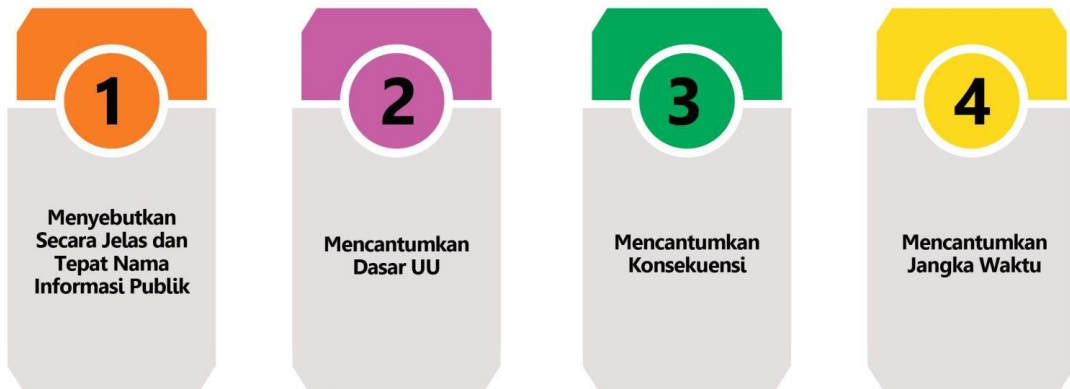 1
Menyebutkan
Secara Jelas dan
Tepat Nama
Informasi Publik
2
Mencantumkan
Dasar UU
3
Mencantumkan
Konsekuensi
4
Mencantumkan
Jangka Waktu